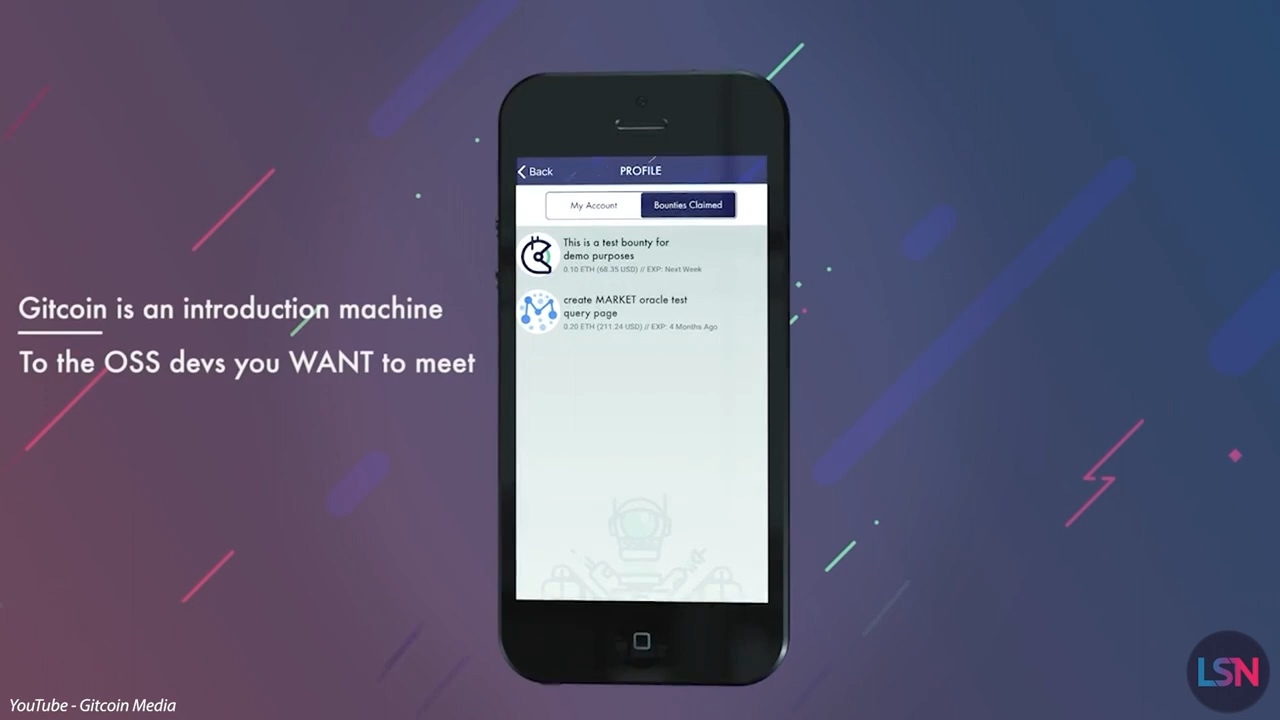 Back
PROFILE
My Account
Bounties Claimed
This is a test bounty for
demo purposes
0.10 ETH (68.35 USD) // EXP: Next Week
create MARKET oracle test
query page
0.20 ETH (211.24 USD) // EXP: 4 Months Ago
Gitcoin is an introduction machine
To the OSS devs you WANT to meet
LSN
YouTube - Gitcoin Media